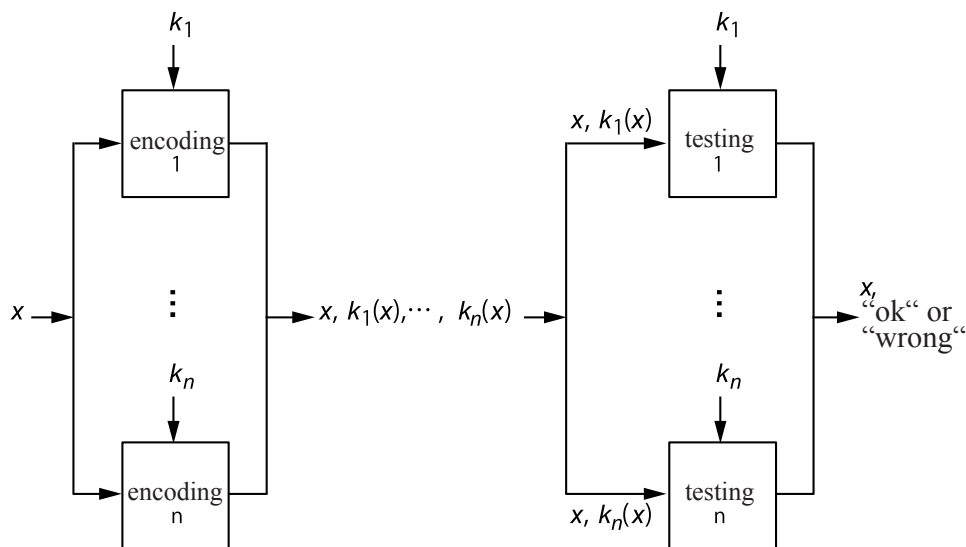 k1
encoding
1
x
⋮
x, k1(x),⋯ , kn(x)
kn
encoding
n
k1
x, k1(x)
testing
1
⋮
kn
x, kn(x)
testing
n
x,
“ok“ or
“wrong“